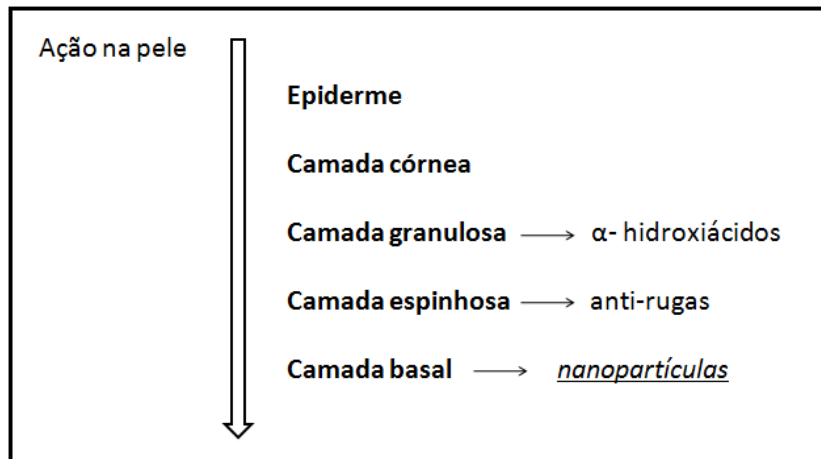 Ação na pele
Epiderme
Camada córnea
Camada granulosa → α- hidroxiácidos
Camada espinhosa → anti-rugas
Camada basal → nanopartículas